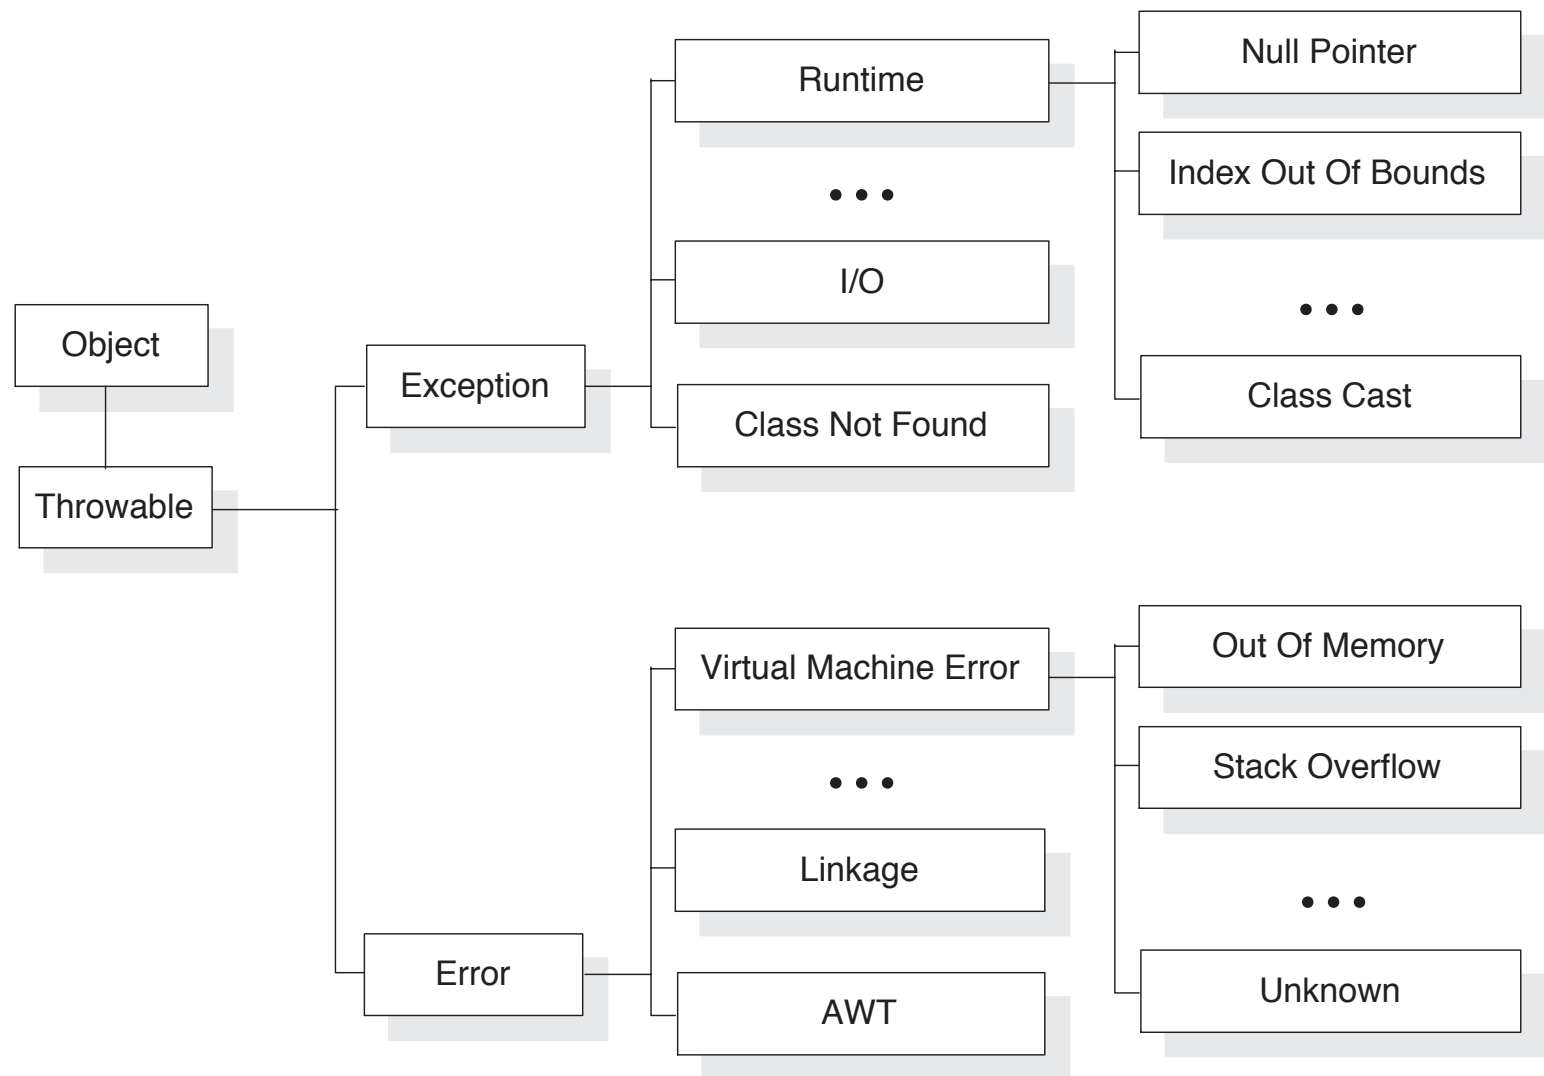 Object
Throwable
Exception
Runtime
• • •
I/O
Class Not Found
Null Pointer
Index Out Of Bounds
• • •
Class Cast
Error
Virtual Machine Error
• • •
Linkage
AWT
Out Of Memory
Stack Overflow
• • •
Unknown